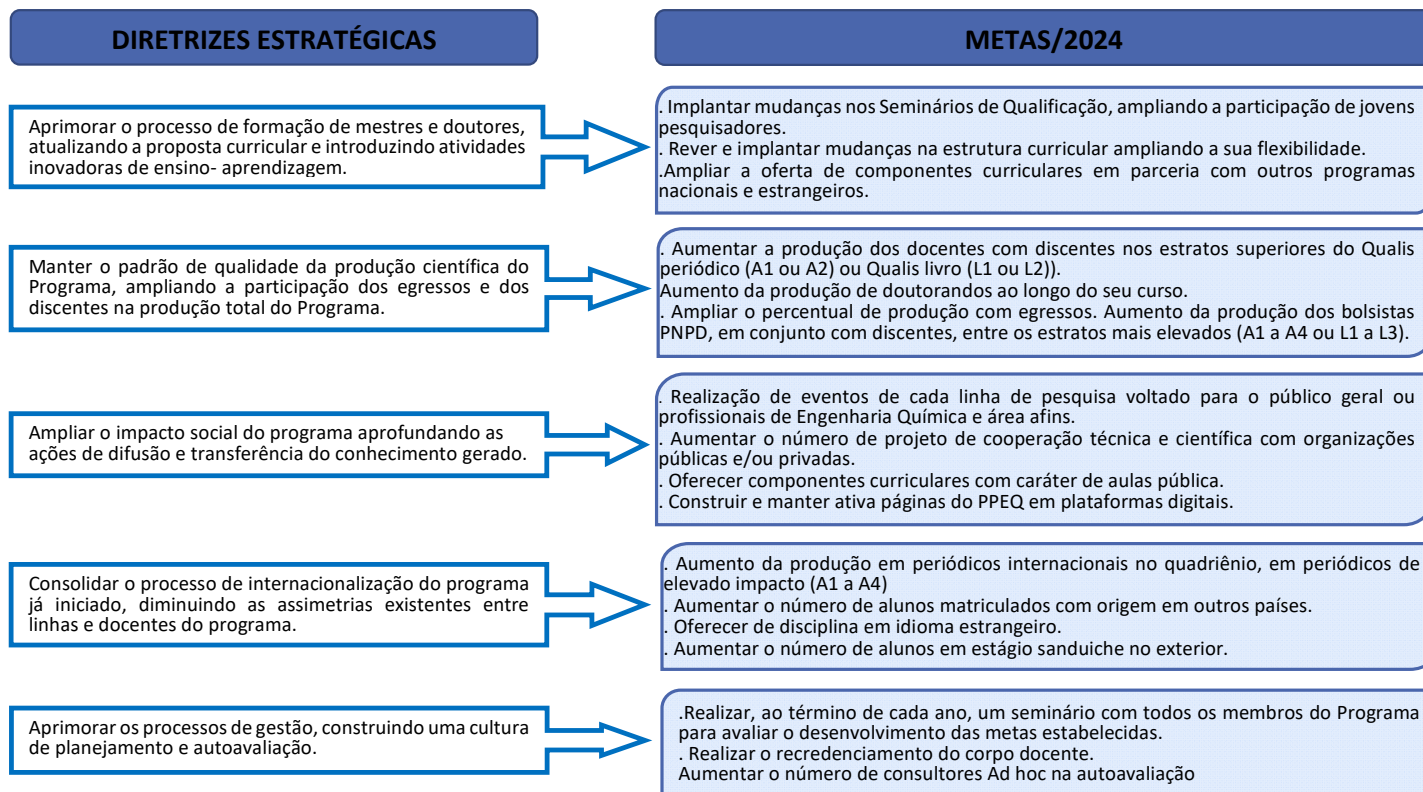 DIRETRIZES ESTRATÉGICAS
METAS/2024
Aprimorar o processo de formação de mestres e doutores,
atualizando a proposta curricular e introduzindo atividades
inovadoras de ensino- aprendizagem.
. Implantar mudanças nos Seminários de Qualificação, ampliando a participação de jovens
pesquisadores.
. Rever e implantar mudanças na estrutura curricular ampliando a sua flexibilidade.
.Ampliar a oferta de componentes curriculares em parceria com outros programas
nacionais e estrangeiros.
Manter o padrão de qualidade da produção científica do
Programa, ampliando a participação dos egressos e dos
discentes na produção total do Programa.
. Aumentar a produção dos docentes com discentes nos estratos superiores do Qualis
periódico (A1 ou A2) ou Qualis livro (L1 ou L2)).
Aumento da produção de doutorandos ao longo do seu curso.
. Ampliar o percentual de produção com egressos. Aumento da produção dos bolsistas
PNPD, em conjunto com discentes, entre os estratos mais elevados (A1 a A4 ou L1 a L3).
Ampliar o impacto social do programa aprofundando as
ações de difusão e transferência do conhecimento gerado.
. Realização de eventos de cada linha de pesquisa voltado para o público geral ou
profissionais de Engenharia Química e área afins.
. Aumentar o número de projeto de cooperação técnica e científica com organizações
públicas e/ou privadas.
. Oferecer componentes curriculares com caráter de aulas pública.
. Construir e manter ativa páginas do PPEQ em plataformas digitais.
Consolidar o processo de internacionalização do programa
já iniciado, diminuindo as assimetrias existentes entre
linhas e docentes do programa.
. Aumento da produção em periódicos internacionais no quadriênio, em periódicos de
elevado impacto (A1 a A4)
. Aumentar o número de alunos matriculados com origem em outros países.
. Oferecer de disciplina em idioma estrangeiro.
. Aumentar o número de alunos em estágio sanduiche no exterior.
Aprimorar os processos de gestão, construindo uma cultura
de planejamento e autoavaliação.
.Realizar, ao término de cada ano, um seminário com todos os membros do Programa
para avaliar o desenvolvimento das metas estabelecidas.
. Realizar o recredenciamento do corpo docente.
Aumentar o número de consultores Ad hoc na autoavaliação